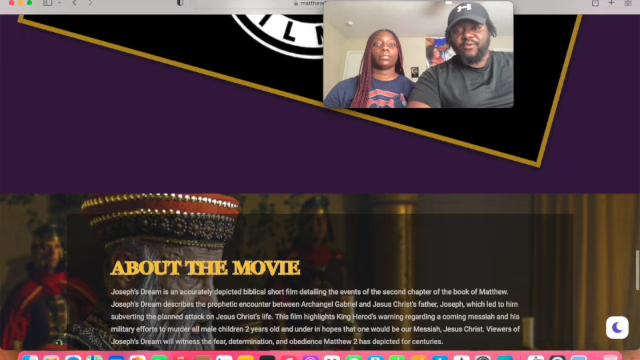 matthew
FILM
ABOUT THE MOVIE
Joseph's Dream is an accurately depicted biblical short film detailing the events of the second chapter of the book of Matthew.
Joseph's Dream describes the prophetic encounter between Archangel Gabriel and Jesus Christ's father, Joseph, which led to him
subverting the planned attack on Jesus Christ's life. This film highlights King Herod's warning regarding a coming messiah and his
military efforts to murder all male children 2 years old and under in hopes that one would be our Messiah, Jesus Christ. Viewers of
Joseph's Dream will witness the fear, determination, and obedience Matthew 2 has depicted for centuries.